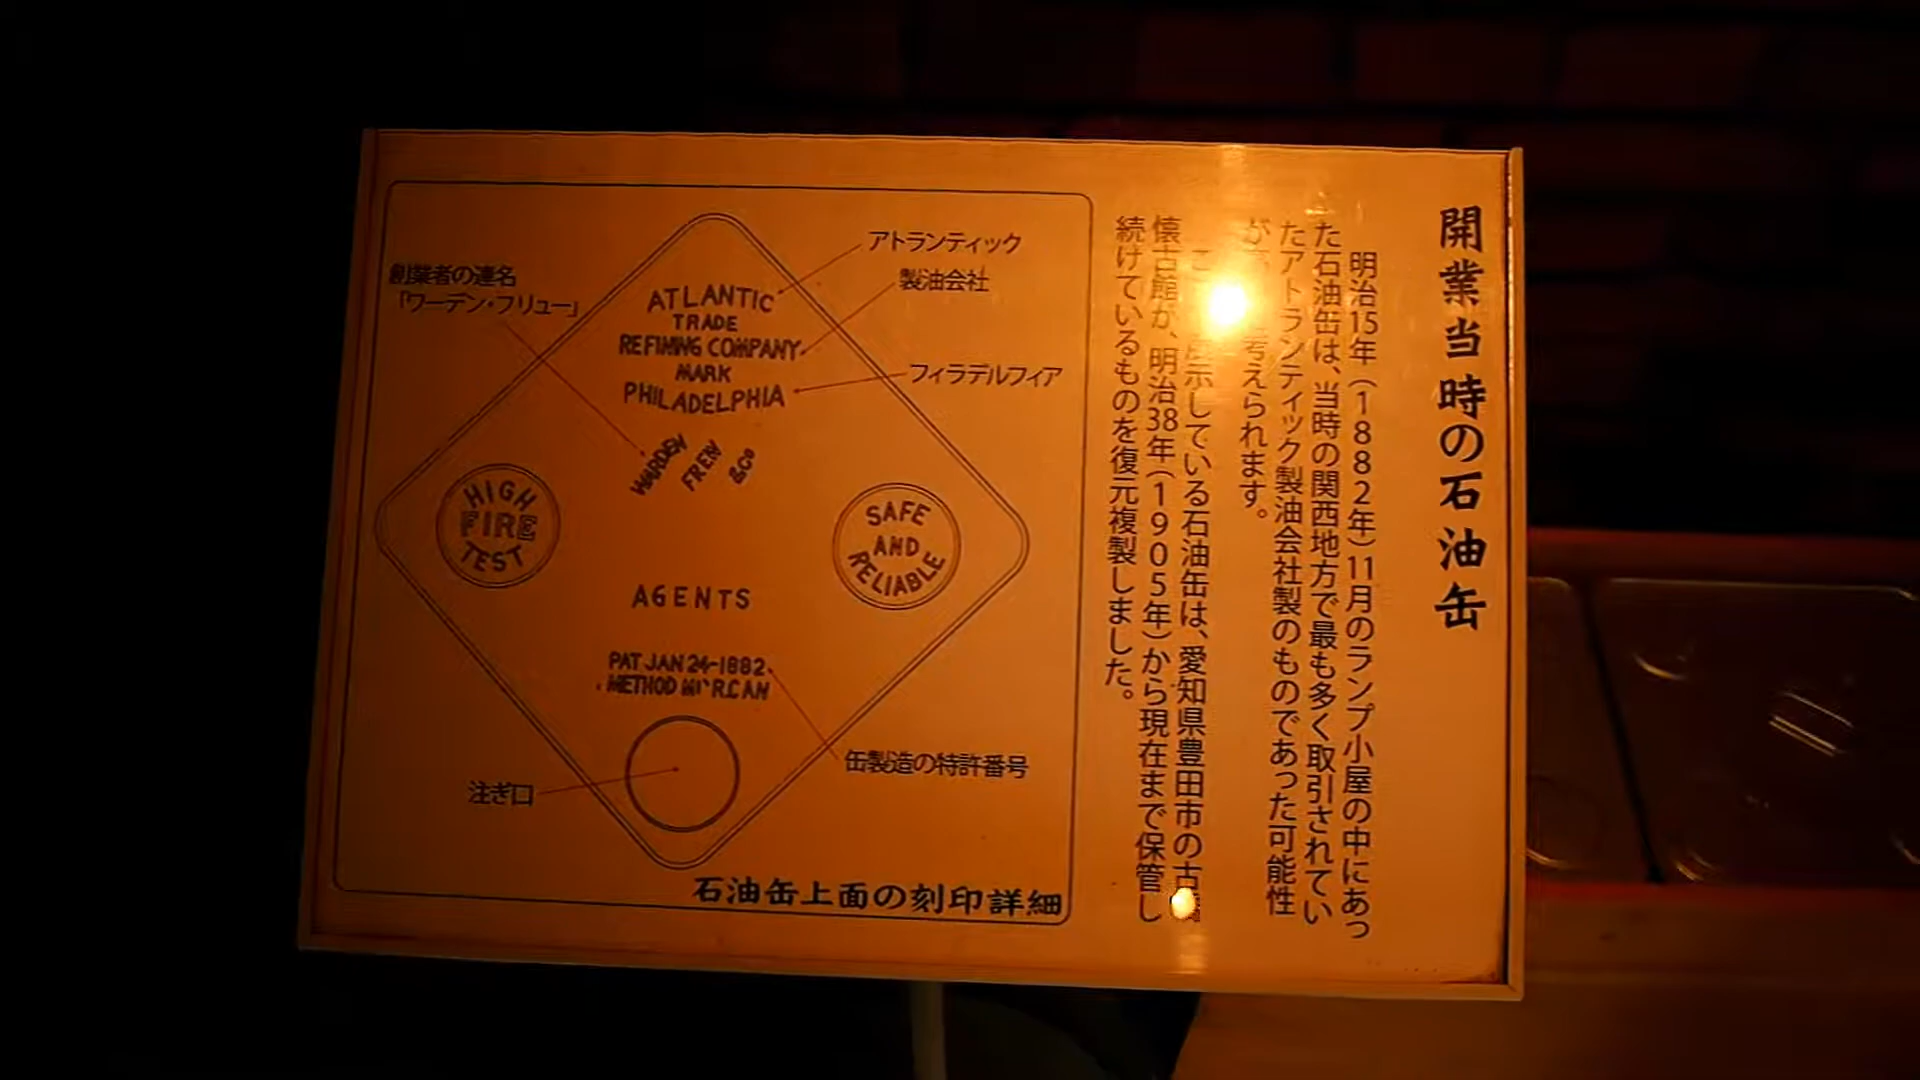 開業当時の石油缶
明治15年（1882年）11月のランプ小屋の中にあっ
た石油缶は、当時の関西地方で最も多く取引されてい
たアトランティック製油会社製のものであった可能性
が 考えられます。
示している石油缶は、愛知県豊田市の古
懐古館が、明治38年（1905年）から現在まで保管し
続けているものを復元複製しました。
アトランティック
製油会社
フィラデルフィア
創業者の連名
「ワーデン・フリュー」
ATLANTIC
TRADE
REFINING COMPANY
MARK
PHILADELPHIA
WARDEN
FREW
&Co
HIGH
FIRE
TEST
SAFE
AND
RELIABLE
AGENTS
PAT JAN 24-1882
METHOD
缶製造の特許番号
注ぎ口
石油缶上面の刻印詳細